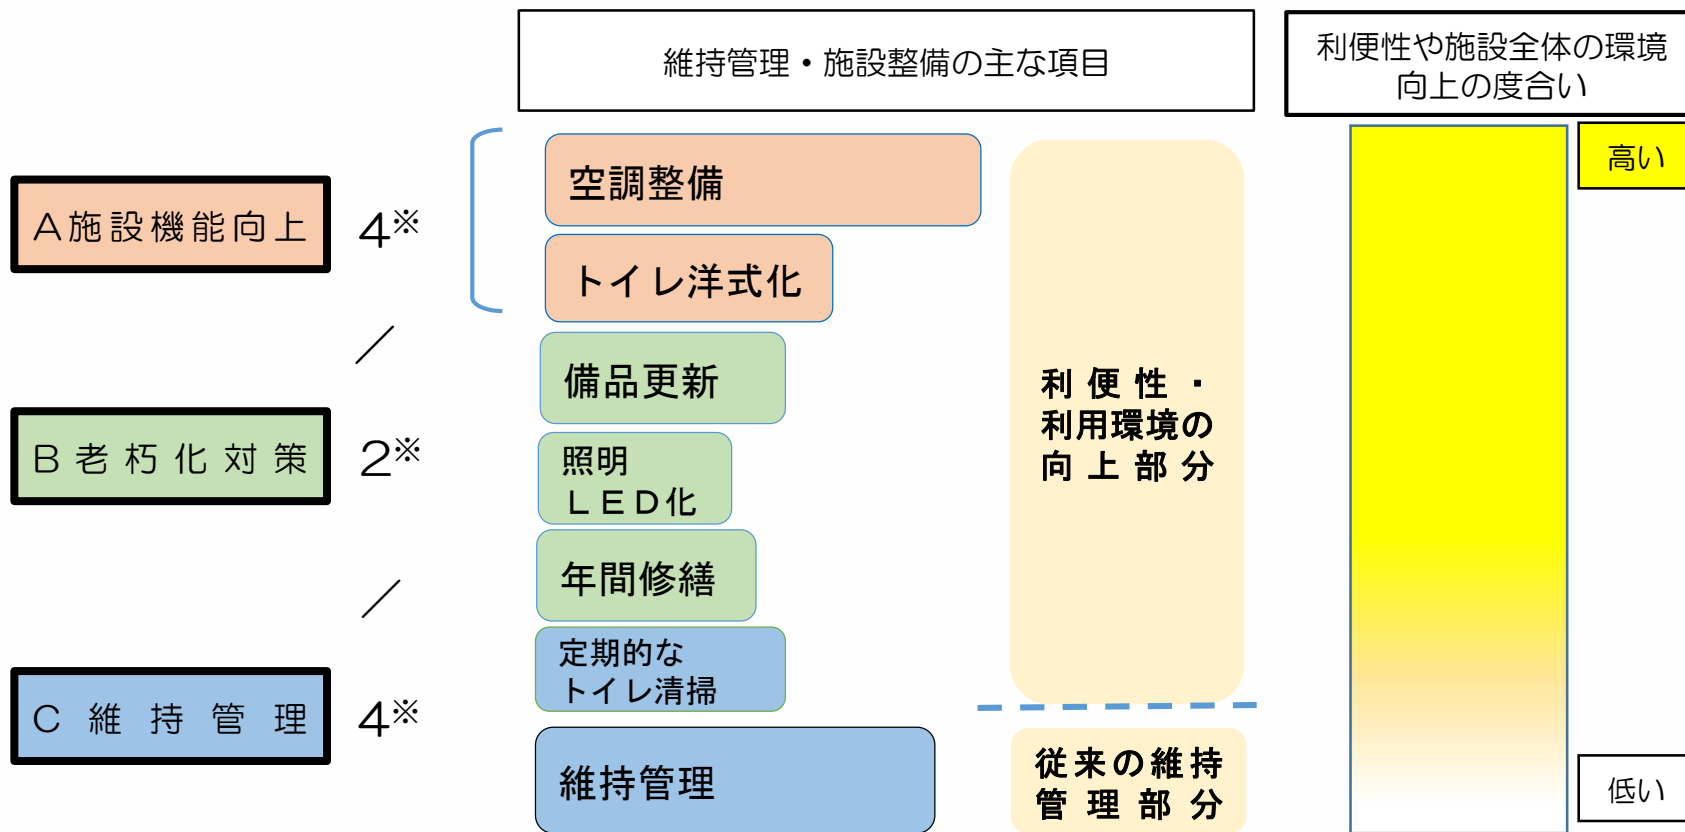 維持管理・施設整備の主な項目
利便性や施設全体の環境
向上の度合い
高い
低い
A施設機能向上
4※
／
B老朽化対策
2※
／
C維持管理
4※
空調整備
トイレ洋式化
備品更新
照明
ＬＥＤ化
年間修繕
定期的な
トイレ清掃
維持管理
利便性・
利用環境の
向上部分
従来の維持
管理部分